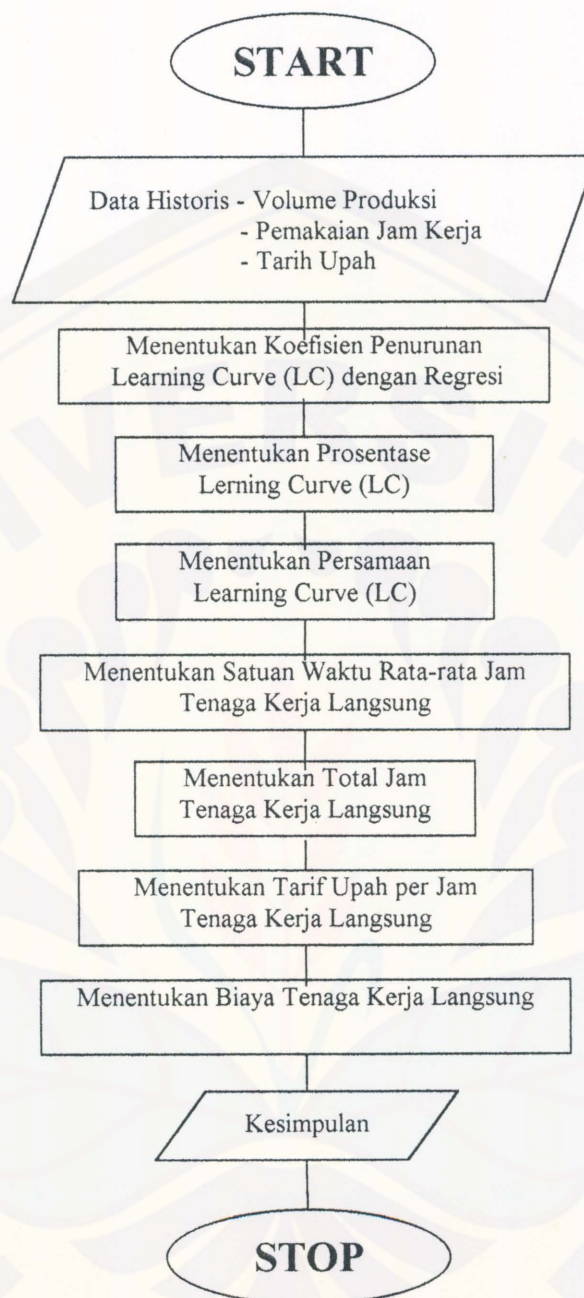 START
Data Historis - Volume Produksi
- Pemakaian Jam Kerja
- Tarih Upah
Menentukan Koefisien Penurunan
Learning Curve (LC) dengan Regresi
Menentukan Prosentase
Lerning Curve (LC)
Menentukan Persamaan
Learning Curve (LC)
Menentukan Satuan Waktu Rata-rata Jam
Tenaga Kerja Langsung
Menentukan Total Jam
Tenaga Kerja Langsung
Menentukan Tarif Upah per Jam
Tenaga Kerja Langsung
Menentukan Biaya Tenaga Kerja Langsung
Kesimpulan
STOP